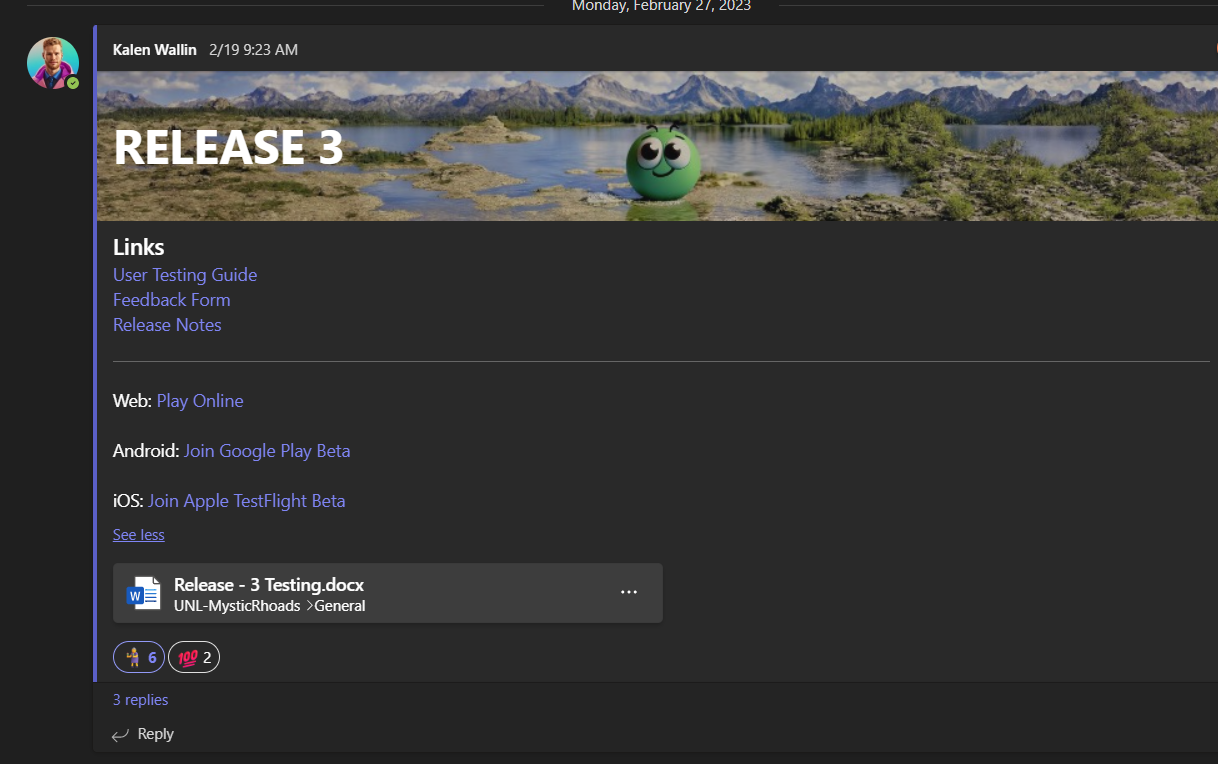 Monday, February 27, 2023
Kalen Wallin 2/19 9:23 AM
RELEASE 3
Links
User Testing Guide
Feedback Form
Release Notes
Web: Play Online
Android: Join Google Play Beta
iOS: Join Apple TestFlight Beta
See less
Release - 3 Testing.docx
UNL-MysticRhoads >General
6 100 2
3 replies
Reply